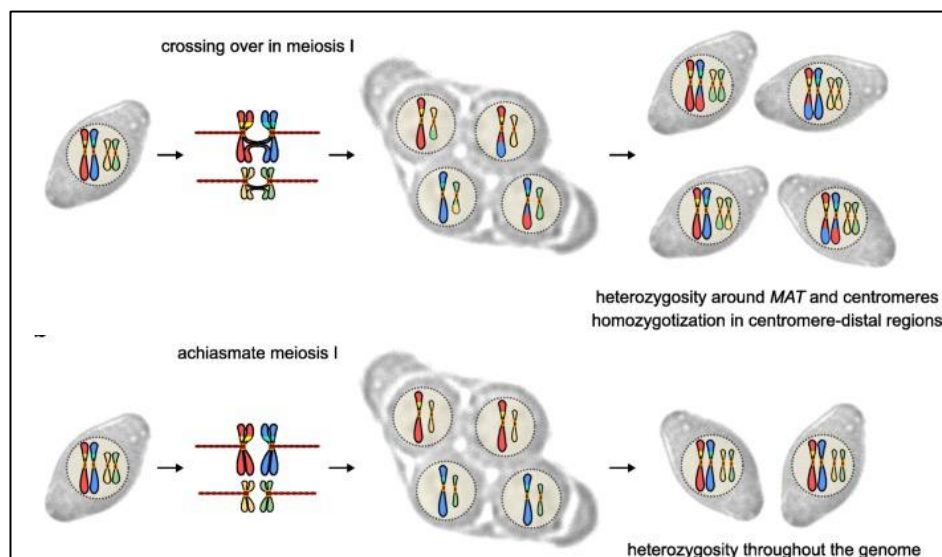 crossing over in meiosis I
heterozygosity around MAT and centromeres
homozygotization in centromere-distal regions
achiasmate meiosis I
heterozygosity throughout the genome